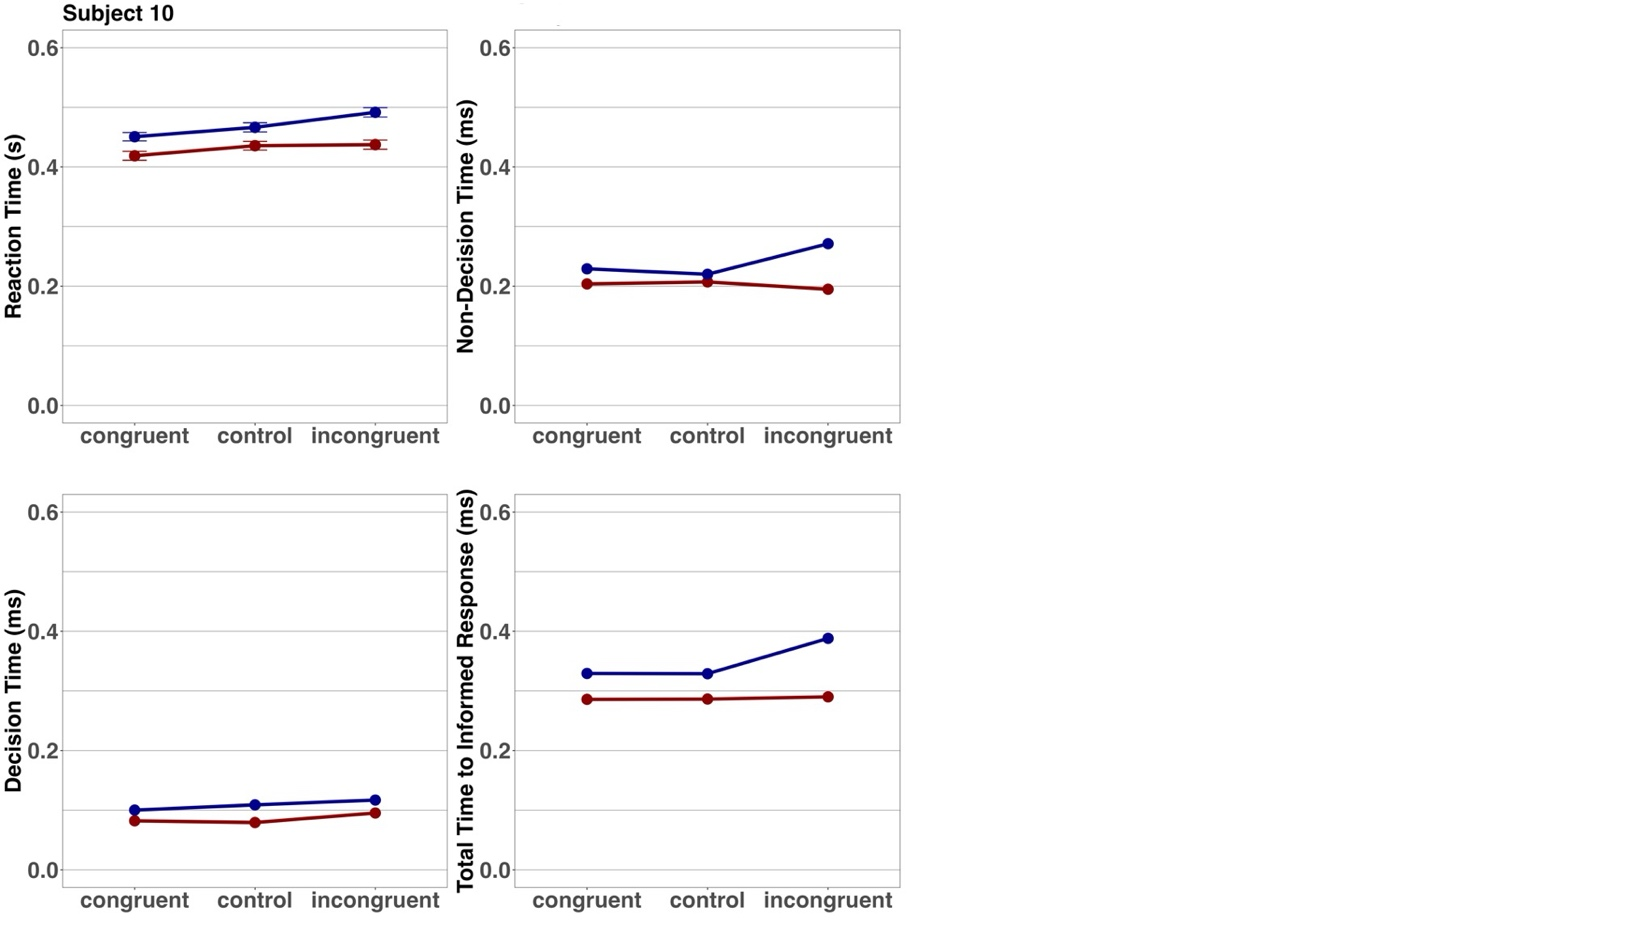 Subject 10
Reaction Time (s)
0.6
0.4
0.2
0.0
congruent control incongruent
Non-Decision Time (ms)
0.6
0.4
0.2
0.0
congruent control incongruent
Decision Time (ms)
0.6
0.4
0.2
0.0
congruent control incongruent
Total Time to Informed Response (ms)
0.6
0.4
0.2
0.0
congruent control incongruent